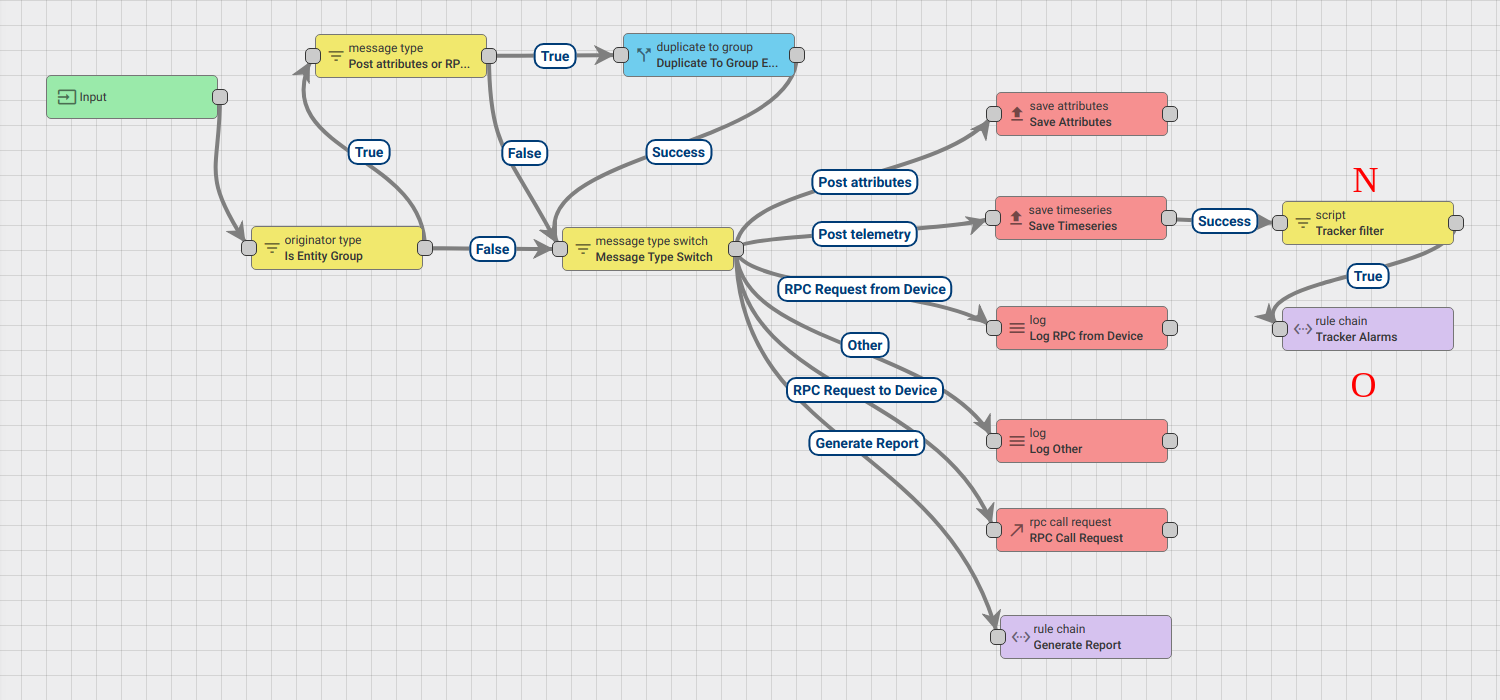 message type
Post attributes or RP...
True
duplicate to group
Duplicate To Group E...
Input
save attributes
Save Attributes
True
False
Success
Post attributes
N
save timeseries
Save Timeseries
Success
script
Tracker filter
originator type
Is Entity Group
False
message type switch
Message Type Switch
Post telemetry
True
RPC Request from Device
log
Log RPC from Device
rule chain
Tracker Alarms
Other
O
RPC Request to Device
log
Log Other
Generate Report
rpc call request
RPC Call Request
rule chain
Generate Report